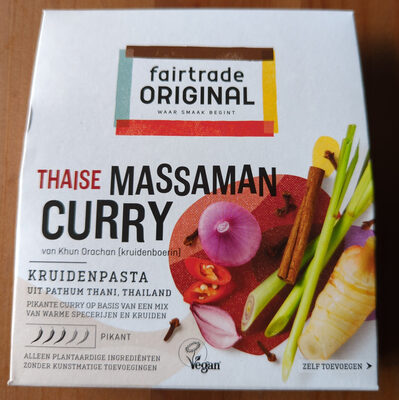 fairtrade
ORIGINAL
WAAR SMAAK BEGINT
THAISE MASSAMAN
CURRY
van Khun Orachan [kruidenboerin]
KRUIDENPASTA
UIT PATHUM THANI, THAILAND
PIKANTE CURRY OP BASIS VAN EEN MIX
VAN WARME SPECERIJEN EN KRUIDEN
PIKANT
ALLEEN PLANTAARDIGE INGREDIËNTEN
ZONDER KUNSTMATIGE TOEVOEGINGEN
Vegan
ZELF TOEVOEGEN